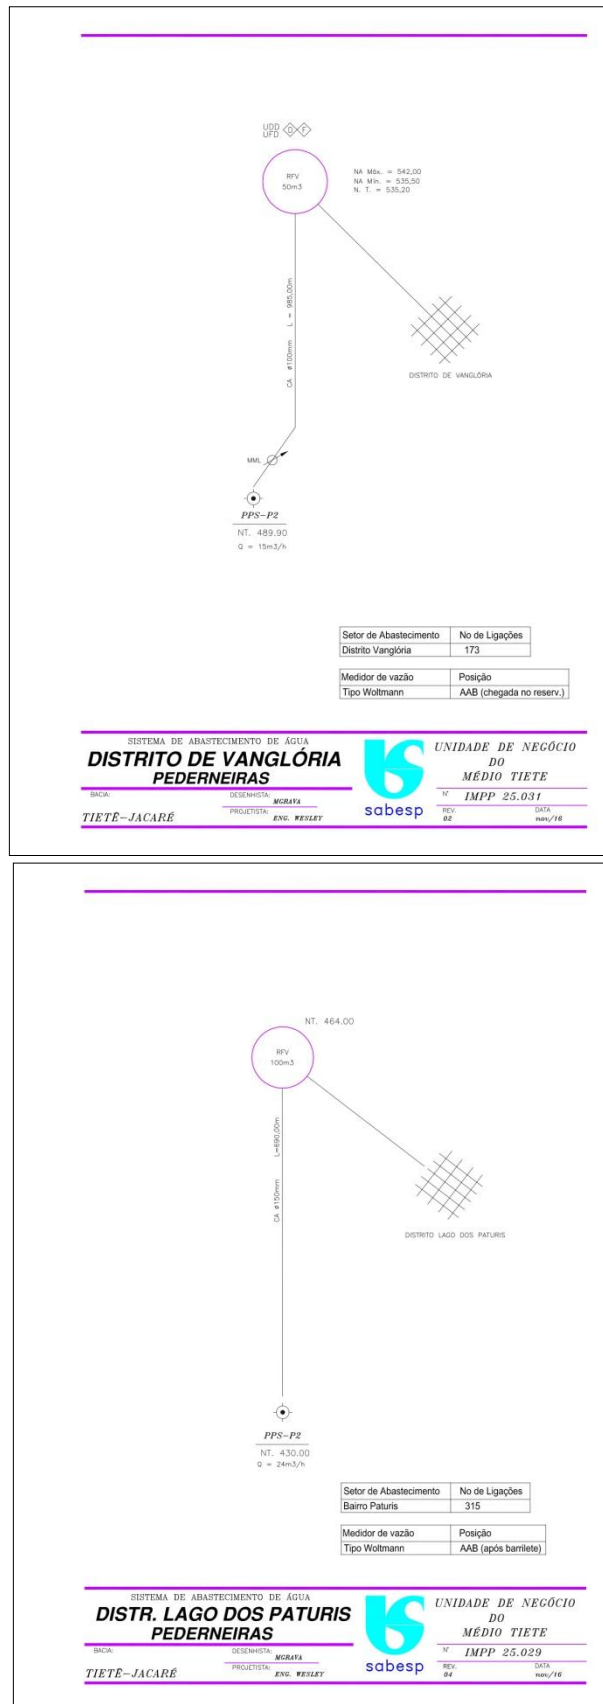 UDD
UFD
D F
RFV
50m3
NA Máx. = 542,00
NA Mín. = 535,50
N. T. = 535,20
CA ø100mm L = 985,00m
DISTRITO DE VANGLÓRIA
MML
PPS-P2
NT. 489.90
Q = 15m3/h
Setor de Abastecimento No de Ligações
Distrito Vanglória 173
Medidor de vazão Posição
Tipo Woltmann AAB (chegada no reserv.)
SISTEMA DE ABASTECIMENTO DE ÁGUA
DISTRITO DE VANGLÓRIA
PEDERNEIRAS
BACIA:
TIETÊ-JACARÉ
DESENHISTA:
MGRAVA
PROJETISTA:
ENG. WESLEY
sabesp
UNIDADE DE NEGÓCIO
DO
MÉDIO TIETE
Nº IMPP 25.031
REV. DATA
02 nov/16
NT. 464.00
RFV
100m3
CA ø150mm L=690,00m
DISTRITO LAGO DOS PATURIS
PPS-P2
NT. 430.00
Q = 24m3/h
Setor de Abastecimento No de Ligações
Bairro Paturis 315
Medidor de vazão Posição
Tipo Woltmann AAB (após barrilete)
SISTEMA DE ABASTECIMENTO DE ÁGUA
DISTR. LAGO DOS PATURIS
PEDERNEIRAS
BACIA:
TIETÊ-JACARÉ
DESENHISTA:
MGRAVA
PROJETISTA:
ENG. WESLEY
sabesp
UNIDADE DE NEGÓCIO
DO
MÉDIO TIETE
Nº IMPP 25.029
REV. DATA
04 nov/16